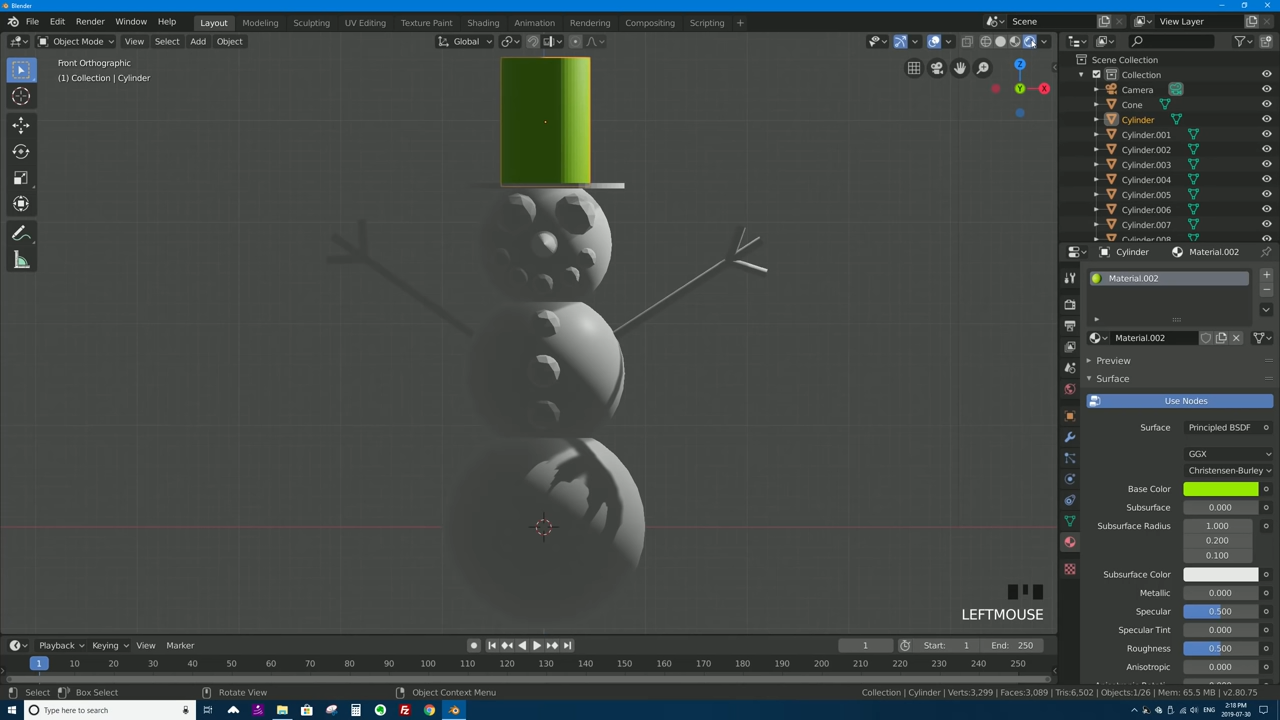 Blender
File Edit Render Window Help
Layout Modeling Sculpting UV Editing Texture Paint Shading Animation Rendering Compositing Scripting +
Scene
View Layer
Object Mode View Select Add Object
Global
Front Orthographic
(1) Collection | Cylinder
Z
Y
X
Scene Collection
Collection
Camera
Cone
Cylinder
Cylinder.001
Cylinder.002
Cylinder.003
Cylinder.004
Cylinder.005
Cylinder.006
Cylinder.007
Cylinder.008
Cylinder Material.002
Material.002
Material.002
Preview
Surface
Use Nodes
Surface Principled BSDF
GGX
Christensen-Burley
Base Color
Subsurface 0.000
Subsurface Radius 1.000
0.200
0.100
Subsurface Color
Metallic 0.000
Specular 0.500
Specular Tint 0.000
Roughness 0.500
Anisotropic 0.000
LEFTMOUSE
Playback Keying View Marker
1 Start: 1 End: 250
1 10 20 30 40 50 60 70 80 90 100 110 120 130 140 150 160 170 180 190 200 210 220 230 240 250
Select Box Select Rotate View Object Context Menu
Collection | Cylinder | Verts:3,299 | Faces:3,089 | Tris:6,502 | Objects:1/26 | Mem: 65.5 MB | v2.80.75
Type here to search
2:18 PM
2019-07-30